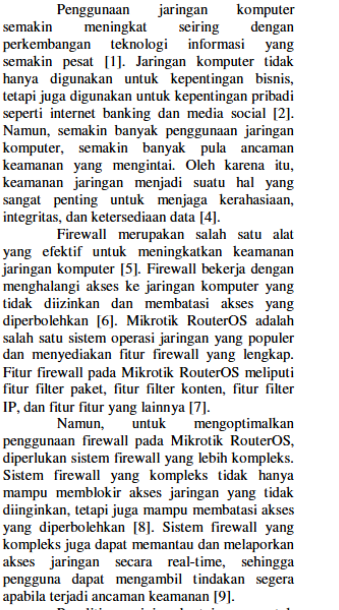 Penggunaan jaringan komputer
semakin meningkat seiring dengan
perkembangan teknologi informasi yang
semakin pesat [1]. Jaringan komputer tidak
hanya digunakan untuk kepentingan bisnis,
tetapi juga digunakan untuk kepentingan pribadi
seperti internet banking dan media social [2].
Namun, semakin banyak penggunaan jaringan
komputer, semakin banyak pula ancaman
keamanan yang mengintai. Oleh karena itu,
keamanan jaringan menjadi suatu hal yang
sangat penting untuk menjaga kerahasiaan,
integritas, dan ketersediaan data [4].
Firewall merupakan salah satu alat
yang efektif untuk meningkatkan keamanan
jaringan komputer [5]. Firewall bekerja dengan
menghalangi akses ke jaringan komputer yang
tidak diizinkan dan membatasi akses yang
diperbolehkan [6]. Mikrotik RouterOS adalah
salah satu sistem operasi jaringan yang populer
dan menyediakan fitur firewall yang lengkap.
Fitur firewall pada Mikrotik RouterOS meliputi
fitur filter paket, fitur filter konten, fitur filter
IP, dan fitur fitur yang lainnya [7].
Namun, untuk mengoptimalkan
penggunaan firewall pada Mikrotik RouterOS,
diperlukan sistem firewall yang lebih kompleks.
Sistem firewall yang kompleks tidak hanya
mampu memblokir akses jaringan yang tidak
diinginkan, tetapi juga mampu membatasi akses
yang diperbolehkan [8]. Sistem firewall yang
kompleks juga dapat memantau dan melaporkan
akses jaringan secara real-time, sehingga
pengguna dapat mengambil tindakan segera
apabila terjadi ancaman keamanan [9].